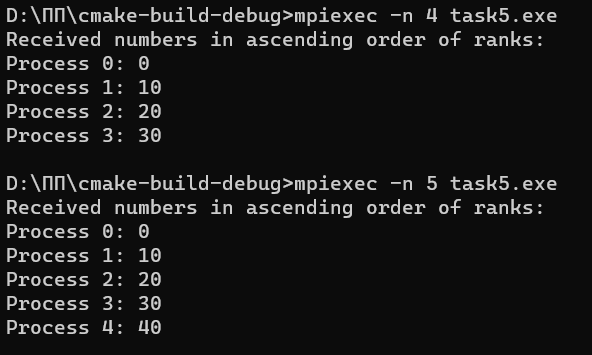 D:\ПП\cmake-build-debug>mpiexec -n 4 task5.exe
Received numbers in ascending order of ranks:
Process 0: 0
Process 1: 10
Process 2: 20
Process 3: 30
D:\ПП\cmake-build-debug>mpiexec -n 5 task5.exe
Received numbers in ascending order of ranks:
Process 0: 0
Process 1: 10
Process 2: 20
Process 3: 30
Process 4: 40